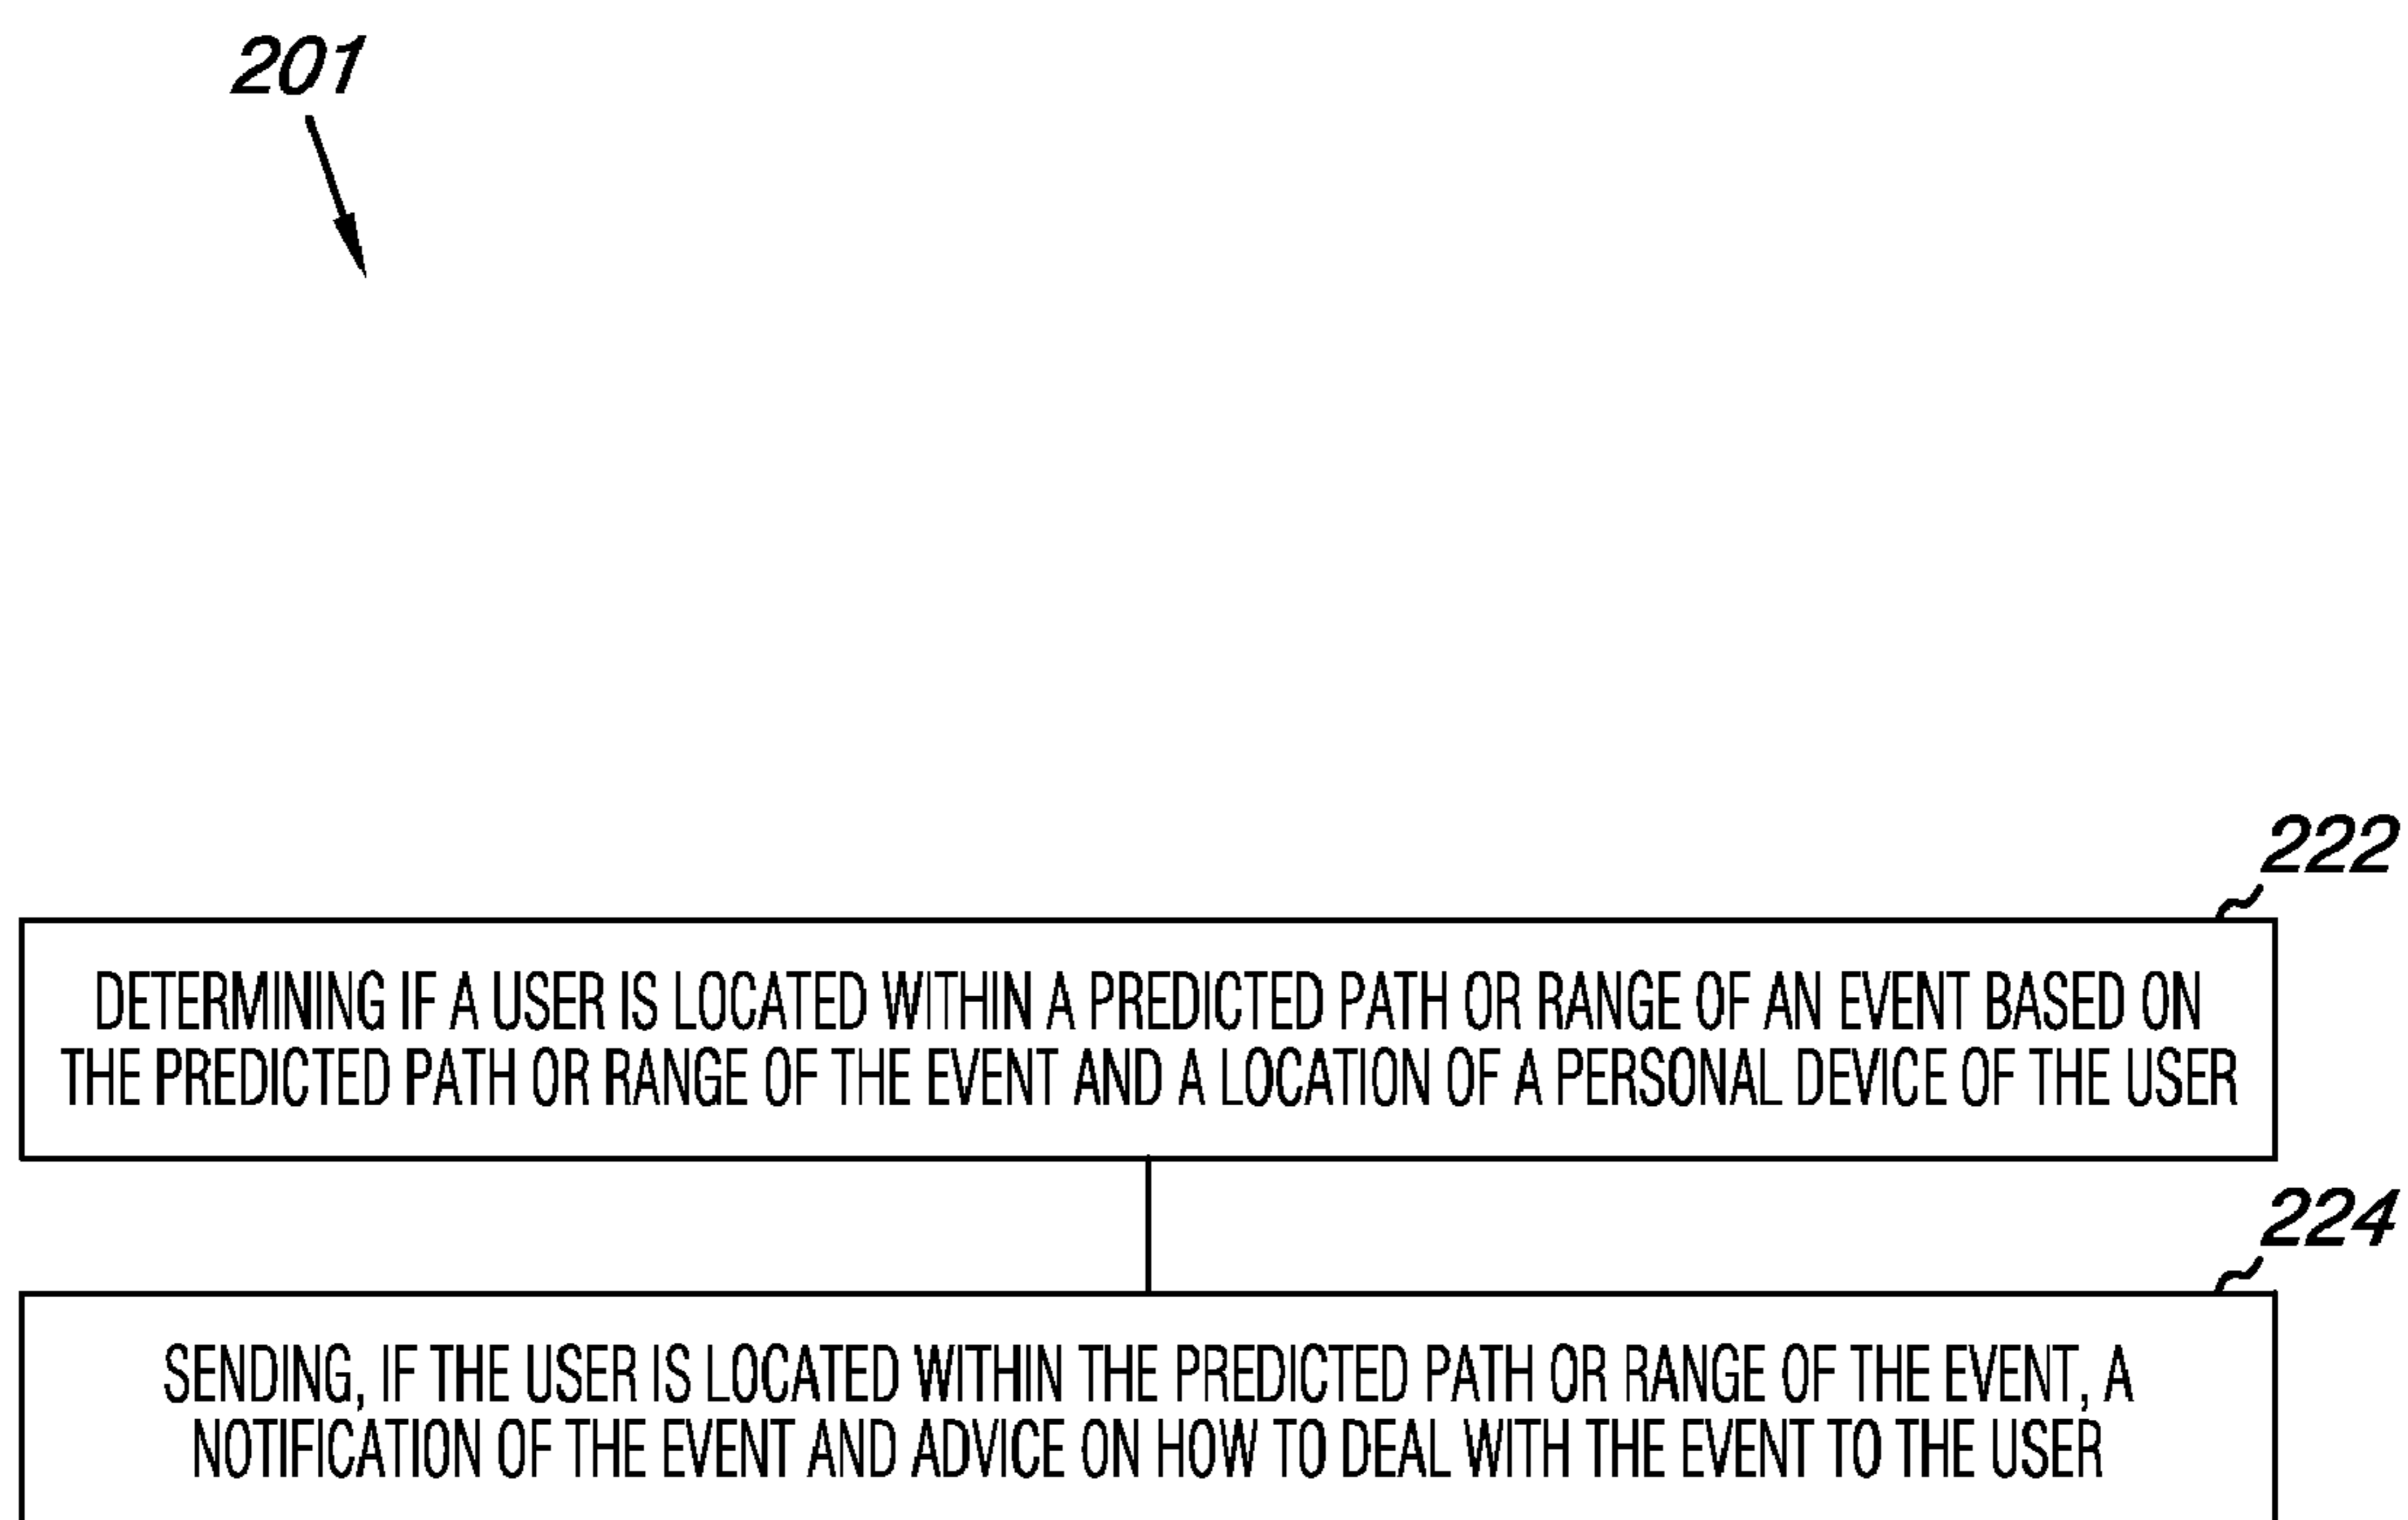 201
222
DETERMINING IF A USER IS LOCATED WITHIN A PREDICTED PATH OR RANGE OF AN EVENT BASED ON
THE PREDICTED PATH OR RANGE OF THE EVENT AND A LOCATION OF A PERSONAL DEVICE OF THE USER
224
SENDING, IF THE USER IS LOCATED WITHIN THE PREDICTED PATH OR RANGE OF THE EVENT, A
NOTIFICATION OF THE EVENT AND ADVICE ON HOW TO DEAL WITH THE EVENT TO THE USER